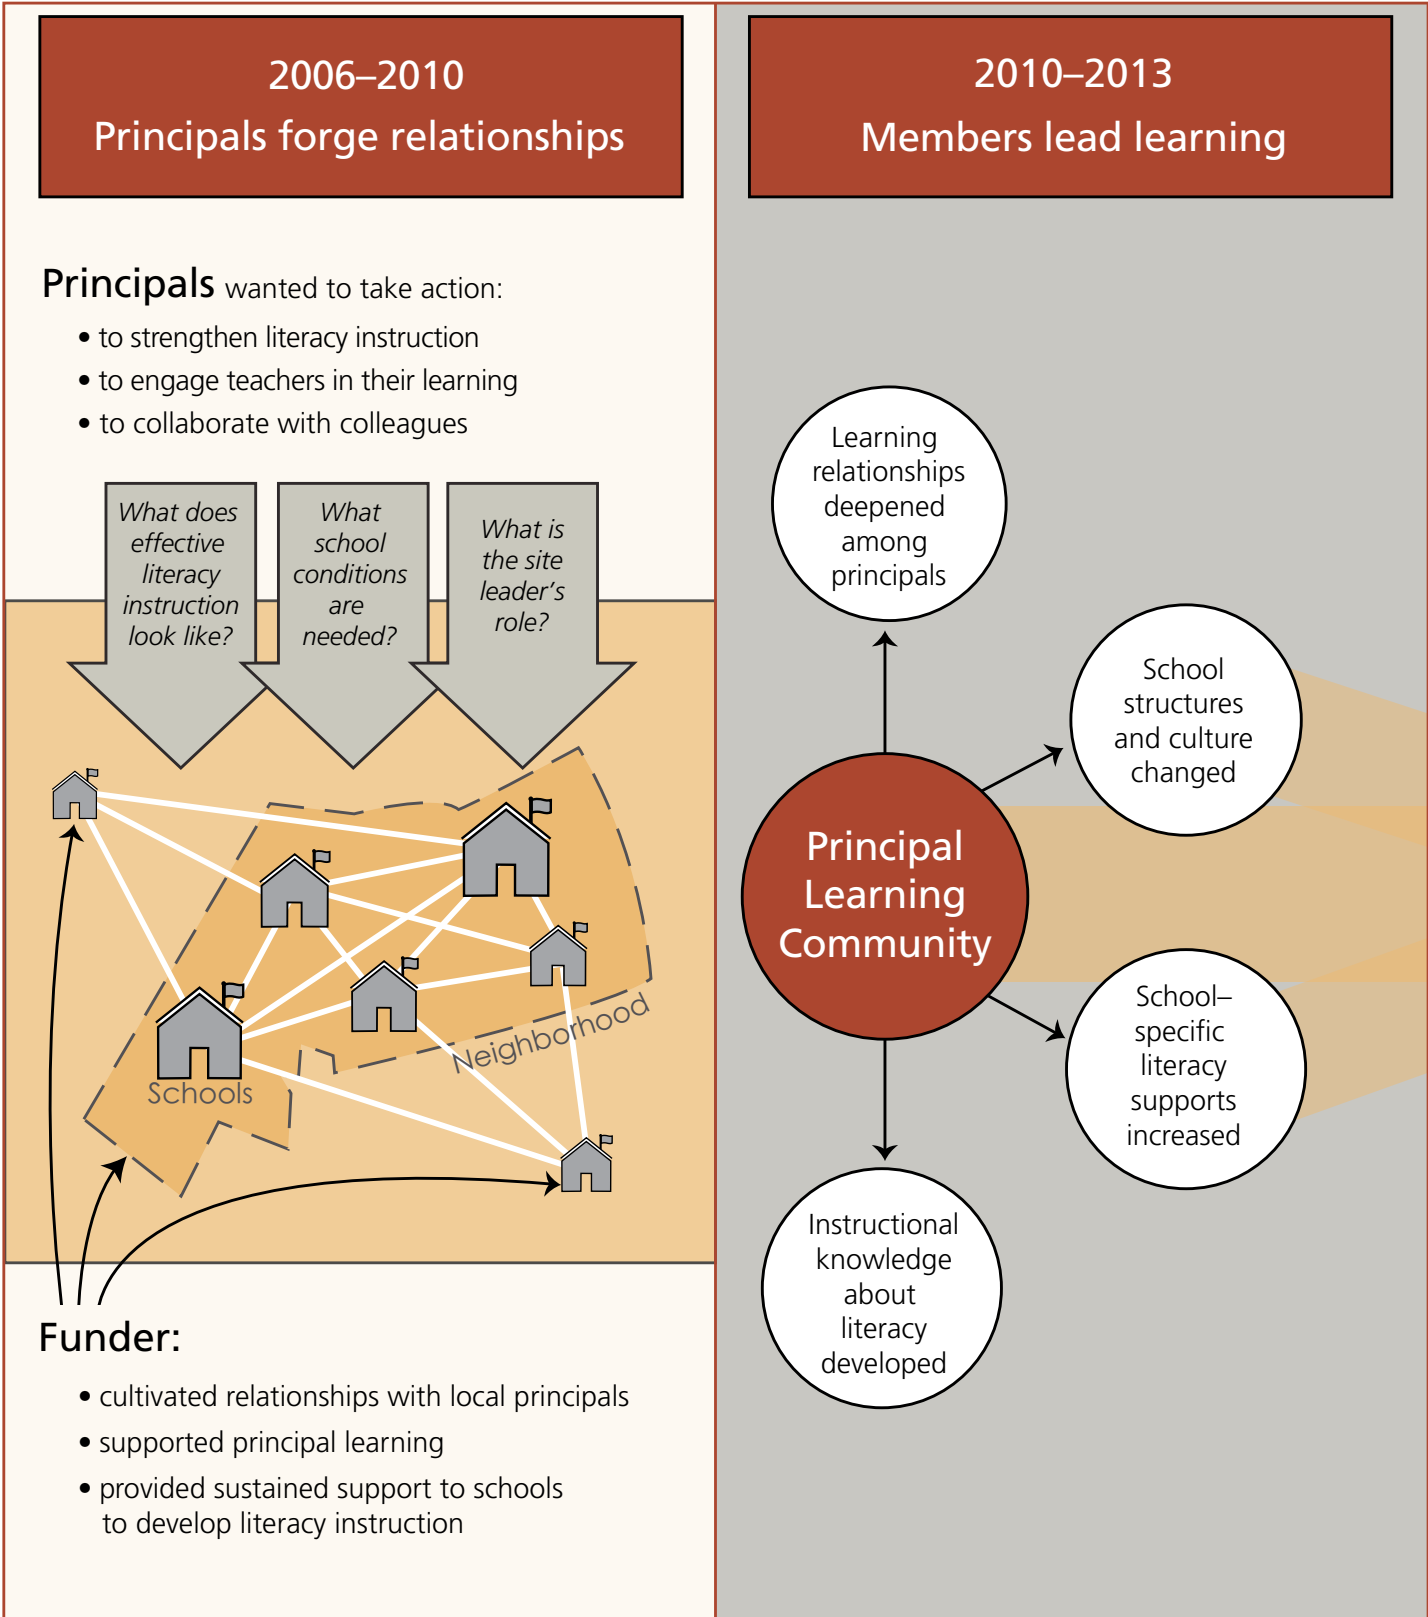 2006–2010
Principals forge relationships
Principals wanted to take action:
• to strengthen literacy instruction
• to engage teachers in their learning
• to collaborate with colleagues
What does
effective
literacy
instruction
look like?
What
school
conditions
are
needed?
What is
the site
leader's
role?
Schools
Neighborhood
Funder:
• cultivated relationships with local principals
• supported principal learning
• provided sustained support to schools
to develop literacy instruction
2010–2013
Members lead learning
Learning
relationships
deepened
among
principals
School
structures
and culture
changed
Principal
Learning
Community
School–
specific
literacy
supports
increased
Instructional
knowledge
about
literacy
developed